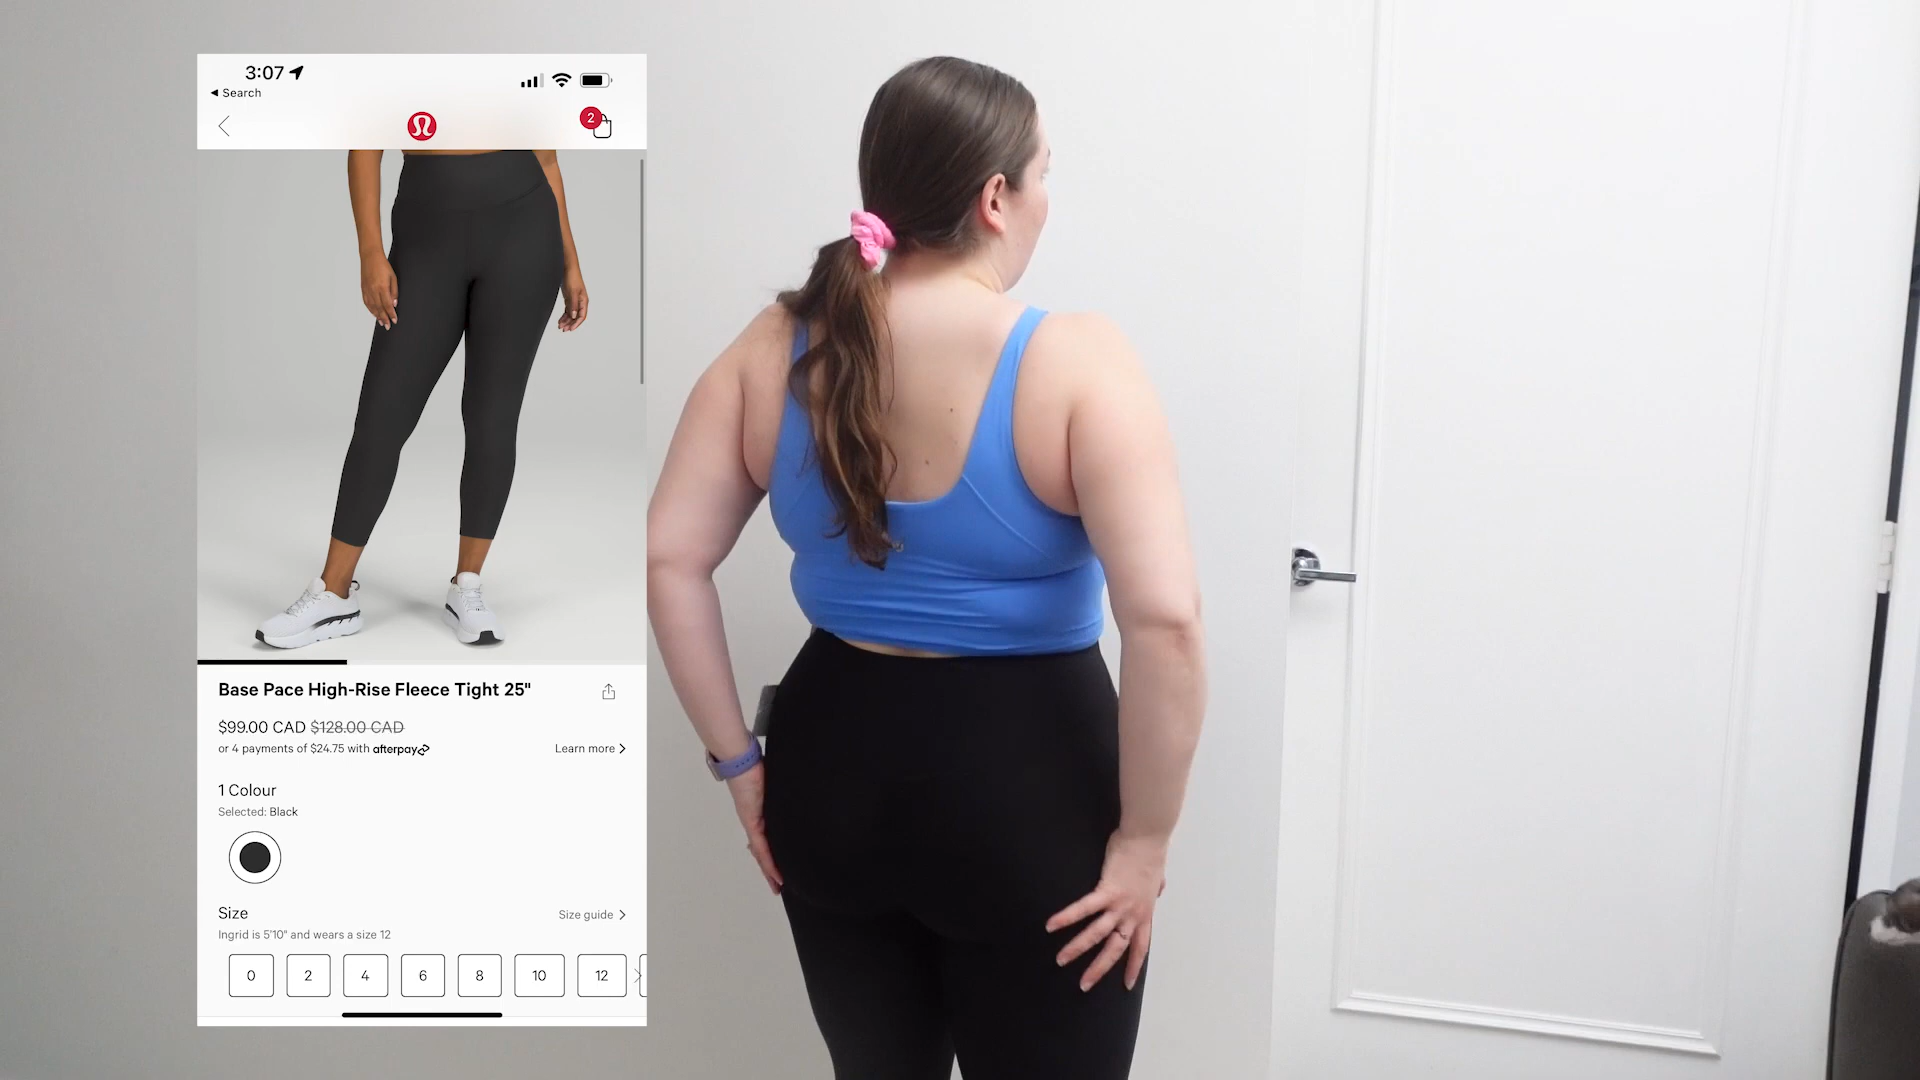 3:07
Search
2
Base Pace High-Rise Fleece Tight 25"
$99.00 CAD $128.00 CAD
or 4 payments of $24.75 with afterpay
Learn more
1 Colour
Selected: Black
Size
Size guide
Ingrid is 5'10" and wears a size 12
0 2 4 6 8 10 12